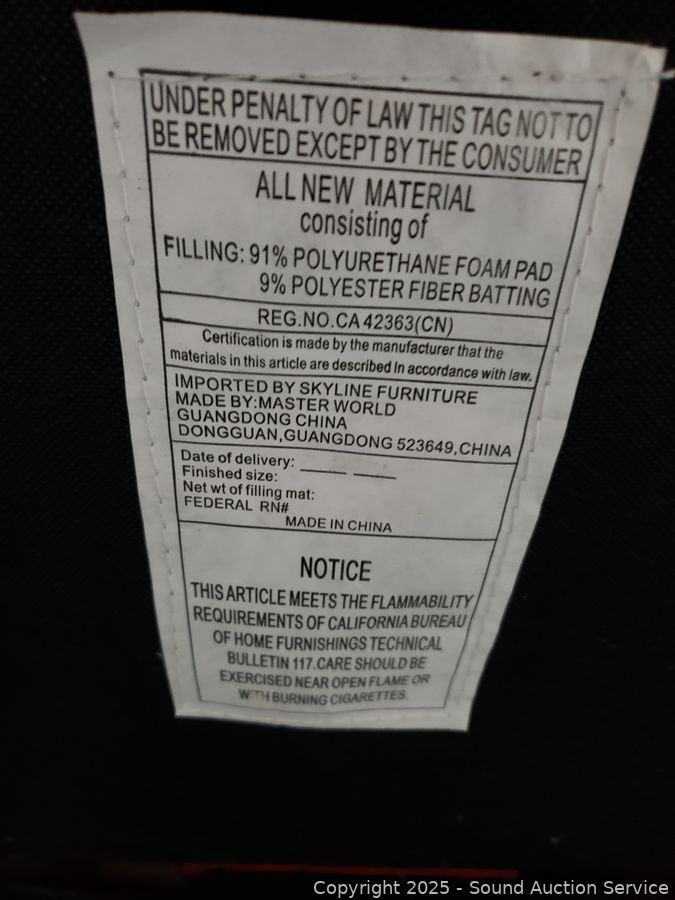 UNDER PENALTY OF LAW THIS TAG NOT TO
BE REMOVED EXCEPT BY THE CONSUMER
ALL NEW MATERIAL
consisting of
FILLING: 91% POLYURETHANE FOAM PAD
9% POLYESTER FIBER BATTING
REG.NO.CA 42363(CN)
Certification is made by the manufacturer that the
materials in this article are described In accordance with law.
IMPORTED BY SKYLINE FURNITURE
MADE BY:MASTER WORLD
GUANGDONG CHINA
DONGGUAN,GUANGDONG 523649,CHINA
Date of delivery:
Finished size:
Net wt of filling mat:
FEDERAL RN#
MADE IN CHINA
NOTICE
THIS ARTICLE MEETS THE FLAMMABILITY
REQUIREMENTS OF CALIFORNIA BUREAU
OF HOME FURNISHINGS TECHNICAL
BULLETIN 117.CARE SHOULD BE
EXERCISED NEAR OPEN FLAME OR
WITH BURNING CIGARETTES.
Copyright 2025 - Sound Auction Service